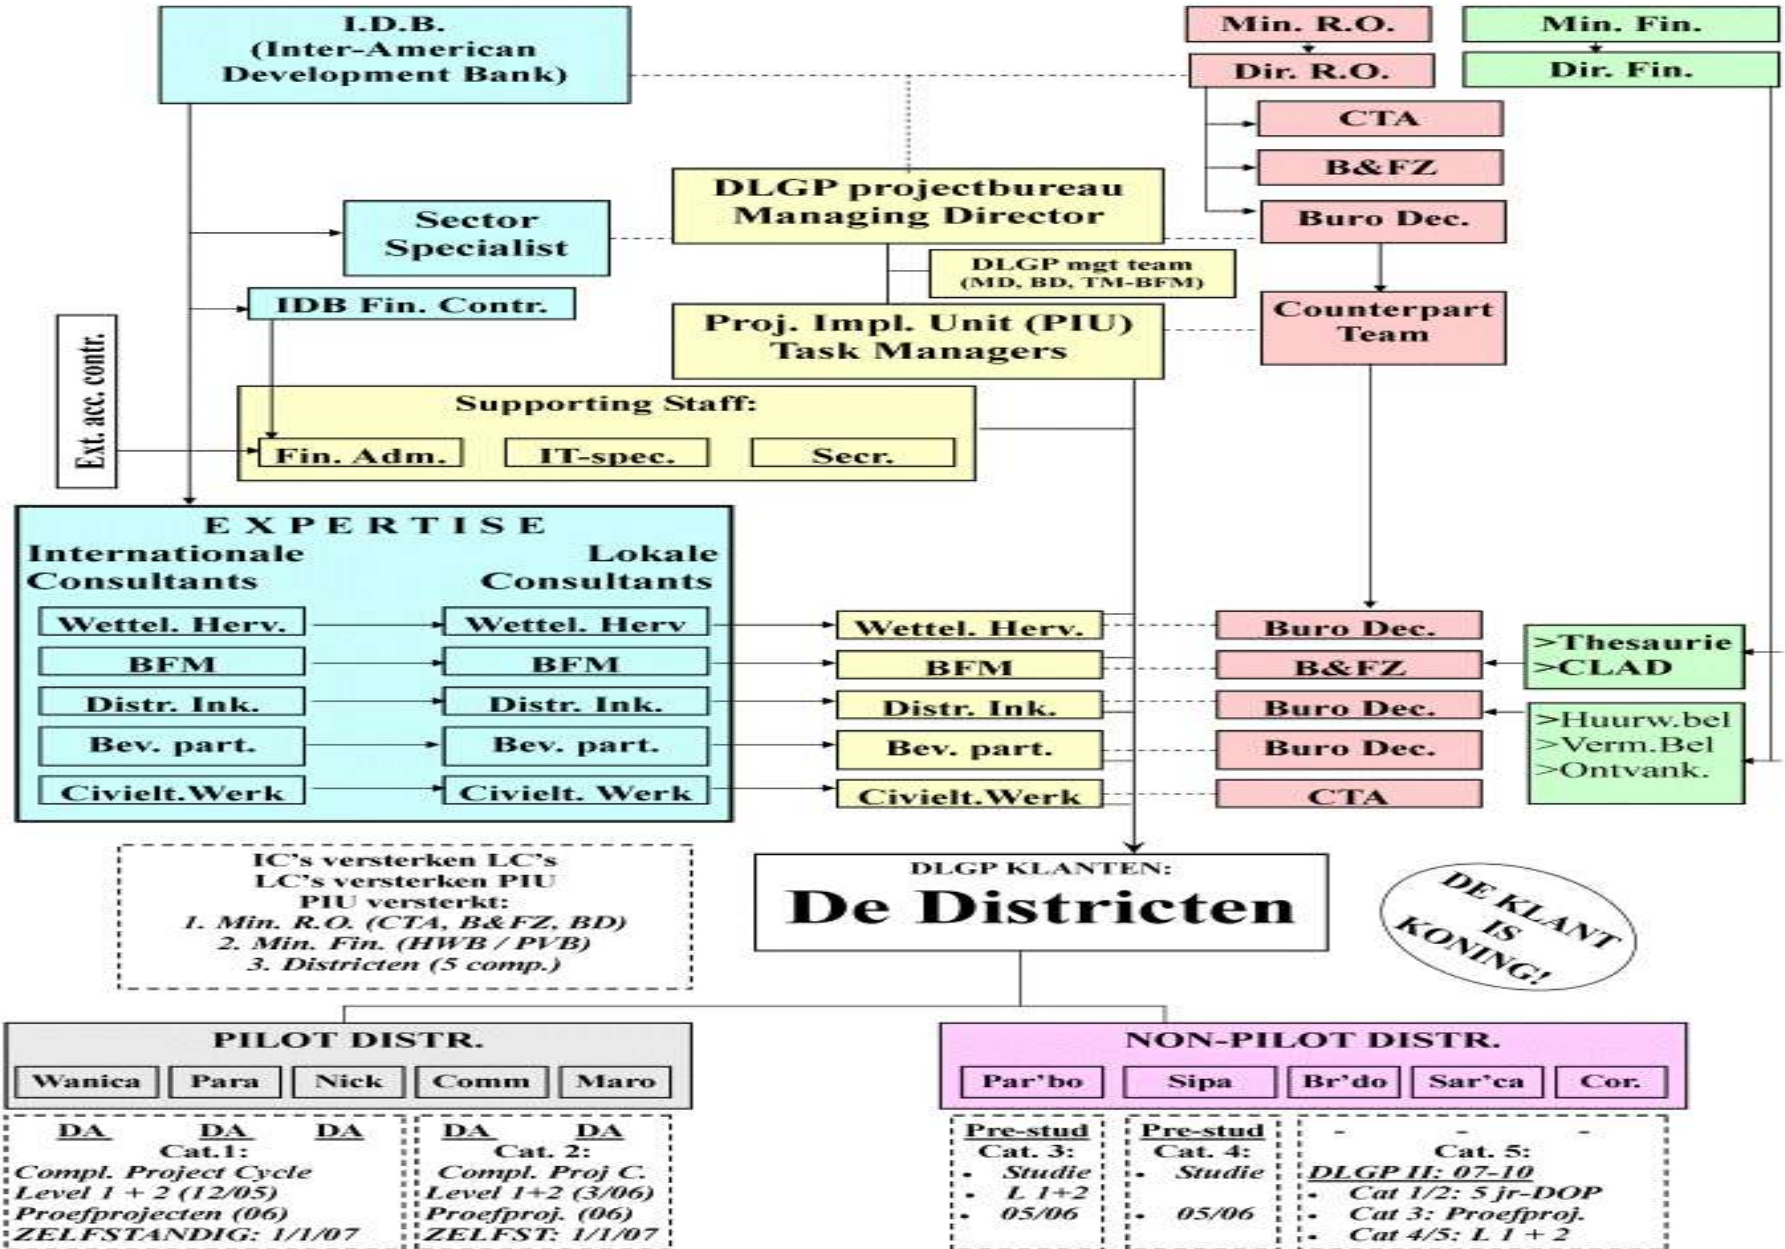 I.D.B.
(Inter-American
Development Bank)
Min. R.O.
Min. Fin.
Dir. R.O.
Dir. Fin.
CTA
B&FZ
Buro Dec.
DLGP projectbureau
Managing Director
Sector
Specialist
DLGP mgt team
(MD, BD, TM-BFM)
IDB Fin. Contr.
Proj. Impl. Unit (PIU)
Task Managers
Counterpart
Team
Ext. acc. contr.
Supporting Staff:
Fin. Adm.
IT-spec.
Secr.
EXPERTISE
Internationale
Consultants
Lokale
Consultants
Wettel. Herv.
Wettel. Herv
Wettel. Herv.
Buro Dec.
BFM
BFM
BFM
B&FZ
Distr. Ink.
Distr. Ink.
Distr. Ink.
Buro Dec.
Bev. part.
Bev. part.
Bev. part.
Buro Dec.
Civielt.Werk
Civielt. Werk
Civielt.Werk
CTA
>Thesaurie
>CLAD
>Huurw.bel
>Verm.Bel
>Ontvank.
IC's versterken LC's
LC's versterken PIU
PIU versterkt:
1. Min. R.O. (CTA, B&FZ, BD)
2. Min. Fin. (HWB / PVB)
3. Districten (5 comp.)
DLGP KLANTEN:
De Districten
DE KLANT
IS
KONING!
PILOT DISTR.
Wanica
Para
Nick
Comm
Maro
NON-PILOT DISTR.
Par'bo
Sipa
Br'do
Sar'ca
Cor.
DA DA DA
Cat.1:
Compl. Project Cycle
Level 1 + 2 (12/05)
Proefprojecten (06)
ZELFSTANDIG: 1/1/07
DA DA
Cat. 2:
Compl. Proj C.
Level 1+2 (3/06)
Proefproj. (06)
ZELFST: 1/1/07
Pre-stud
Cat. 3:
• Studie
• L 1+2
• 05/06
Pre-stud
Cat. 4:
• Studie
• 05/06
- - -
Cat. 5:
DLGP II: 07-10
• Cat 1/2: 5 jr-DOP
• Cat 3: Proefproj.
• Cat 4/5: L 1 + 2